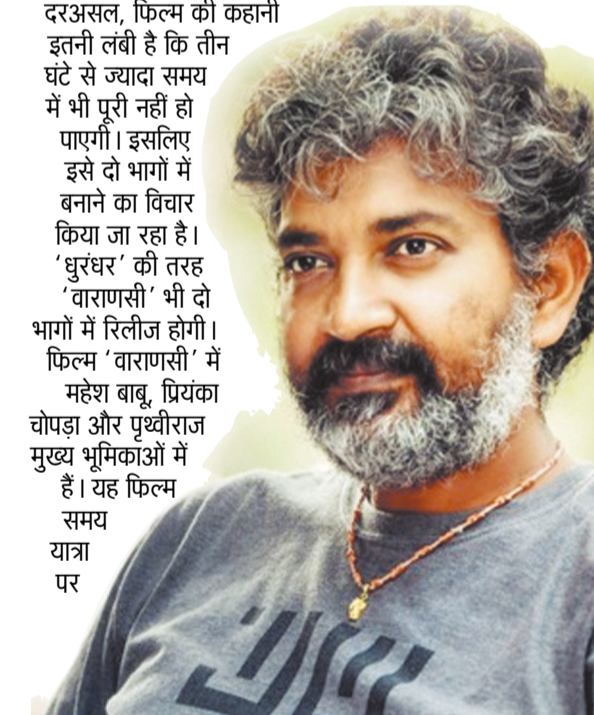 दरअसल, फिल्म की कहानी
इतनी लंबी है कि तीन
घंटे से ज्यादा समय
में भी पूरी नहीं हो
पाएगी। इसलिए
इसे दो भागों में
बनाने का विचार
किया जा रहा है।
‘धुरंधर’ की तरह
‘वाराणसी’ भी दो
भागों में रिलीज होगी।
फिल्म ‘वाराणसी’ में
महेश बाबू, प्रियंका
चोपड़ा और पृथ्वीराज
मुख्य भूमिकाओं में
हैं। यह फिल्म
समय
यात्रा
पर